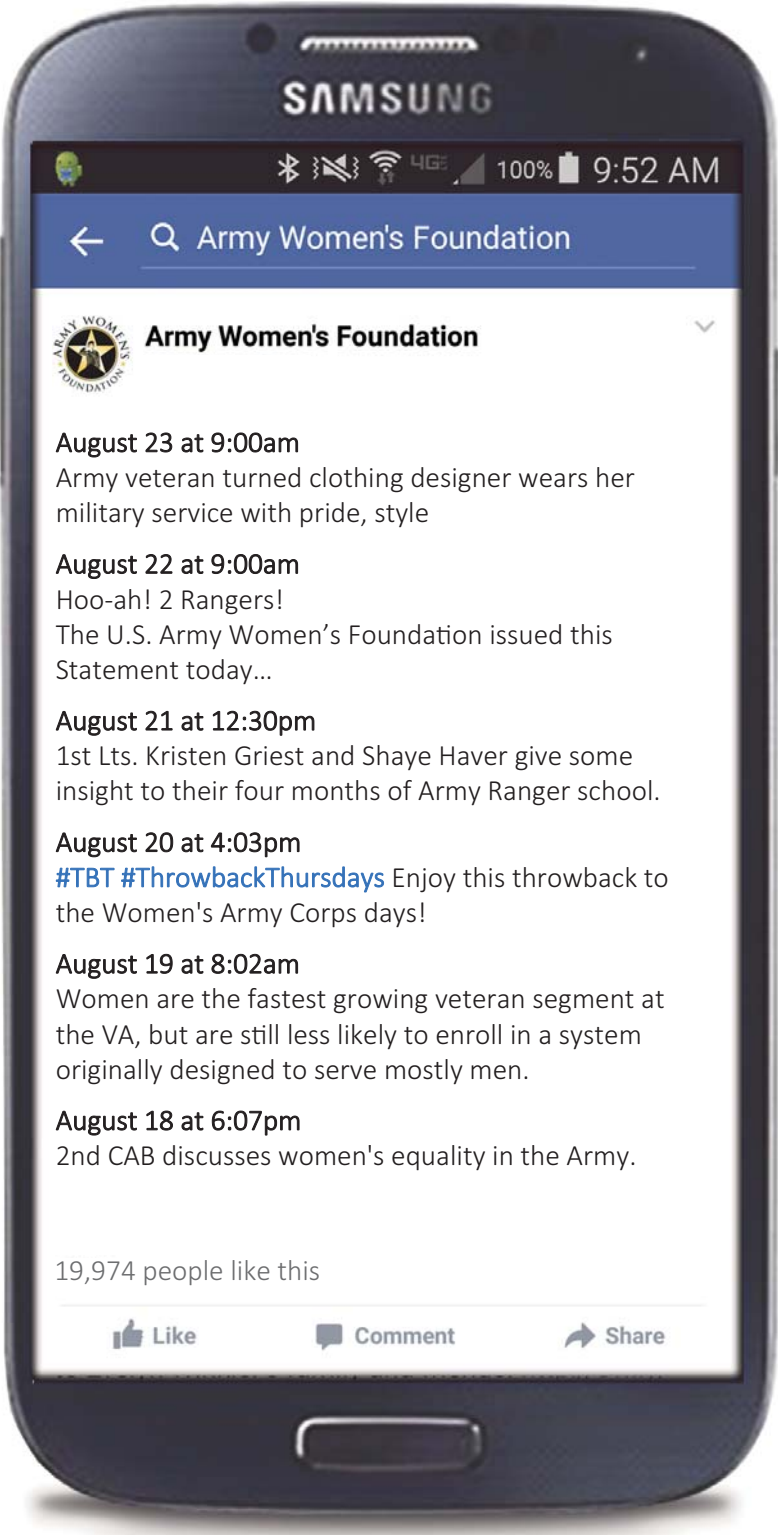 SAMSUNG
4G 100% 9:52 AM
Army Women's Foundation
ARMY WOMEN'S FOUNDATION
Army Women's Foundation
August 23 at 9:00am
Army veteran turned clothing designer wears her
military service with pride, style
August 22 at 9:00am
Hoo-ah! 2 Rangers!
The U.S. Army Women’s Foundation issued this
Statement today...
August 21 at 12:30pm
1st Lts. Kristen Griest and Shaye Haver give some
insight to their four months of Army Ranger school.
August 20 at 4:03pm
#TBT #ThrowbackThursdays Enjoy this throwback to
the Women's Army Corps days!
August 19 at 8:02am
Women are the fastest growing veteran segment at
the VA, but are still less likely to enroll in a system
originally designed to serve mostly men.
August 18 at 6:07pm
2nd CAB discusses women's equality in the Army.
19,974 people like this
Like Comment Share